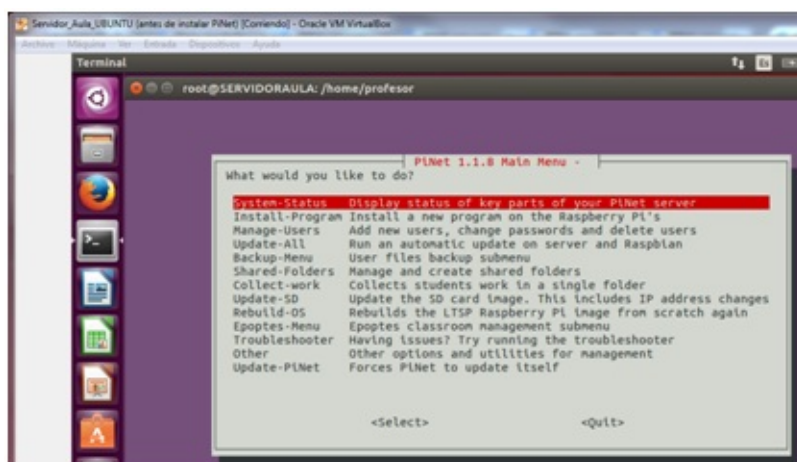 Servidor_Aula_UBUNTU (antes de instalar PiNet) [Corriendo] - Oracle VM VirtualBox
Archivo Máquina Ver Entrada Dispositivos Ayuda
Terminal Es
root@SERVIDORAULA: /home/profesor
PiNet 1.1.8 Main Menu -
What would you like to do?
System-Status Display status of key parts of your PiNet server
Install-Program Install a new program on the Raspberry Pi's
Manage-Users Add new users, change passwords and delete users
Update-All Run an automatic update on server and Raspbian
Backup-Menu User files backup submenu
Shared-Folders Manage and create shared folders
Collect-work Collects students work in a single folder
Update-SD Update the SD card image. This includes IP address changes
Rebuild-OS Rebuilds the LTSP Raspberry Pi image from scratch again
Epoptes-Menu Epoptes classroom management submenu
Troubleshooter Having issues? Try running the troubleshooter
Other Other options and utilities for management
Update-PiNet Forces PiNet to update itself
<Select> <Quit>